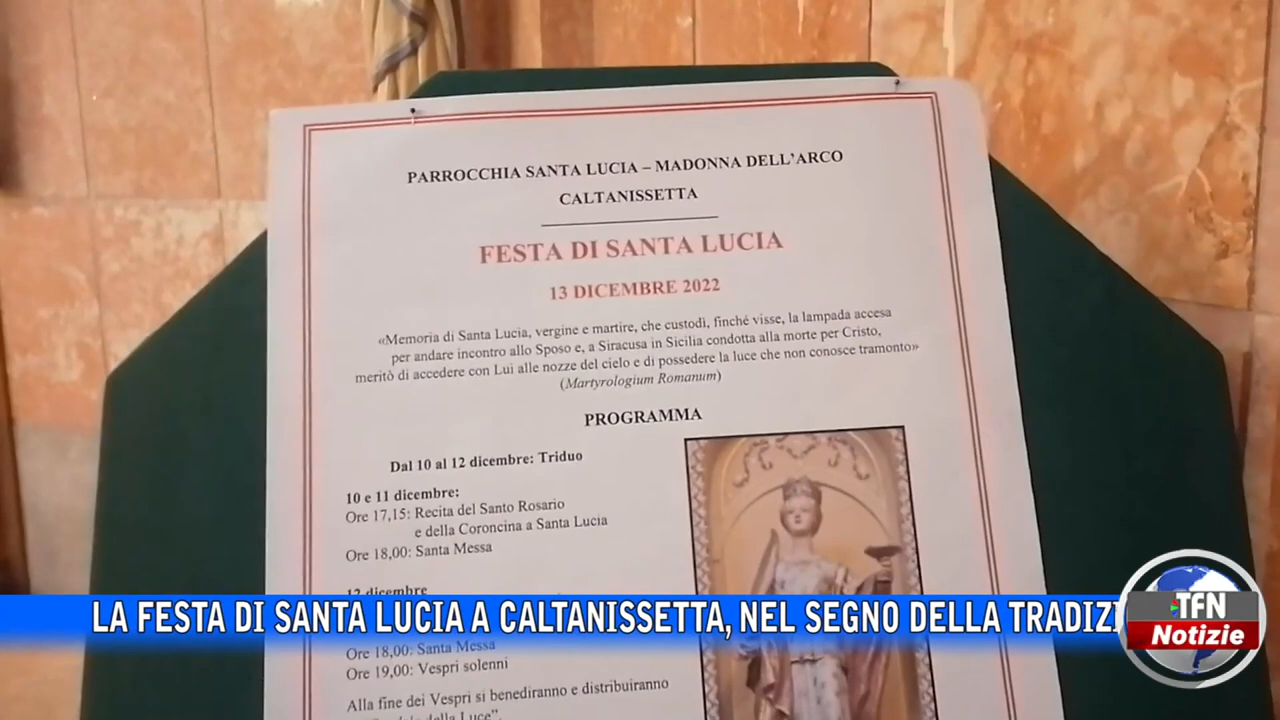 PARROCCHIA SANTA LUCIA – MADONNA DELL'ARCO
CALTANISSETTA
FESTA DI SANTA LUCIA
13 DICEMBRE 2022
«Memoria di Santa Lucia, vergine e martire, che custodì, finché visse, la lampada accesa
per andare incontro allo Sposo e, a Siracusa in Sicilia condotta alla morte per Cristo,
meritò di accedere con Lui alle nozze del cielo e di possedere la luce che non conosce tramonto»
(Martyrologium Romanum)
PROGRAMMA
Dal 10 al 12 dicembre: Triduo
10 e 11 dicembre:
Ore 17,15: Recita del Santo Rosario
e della Coroncina a Santa Lucia
Ore 18,00: Santa Messa
12 dicembre
LA FESTA DI SANTA LUCIA A CALTANISSETTA, NEL SEGNO DELLA TRADIZI
TFN
Notizie
Ore 18,00: Santa Messa
Ore 19,00: Vespri solenni
Alla fine dei Vespri si benediranno e distribuiranno
della Luce".